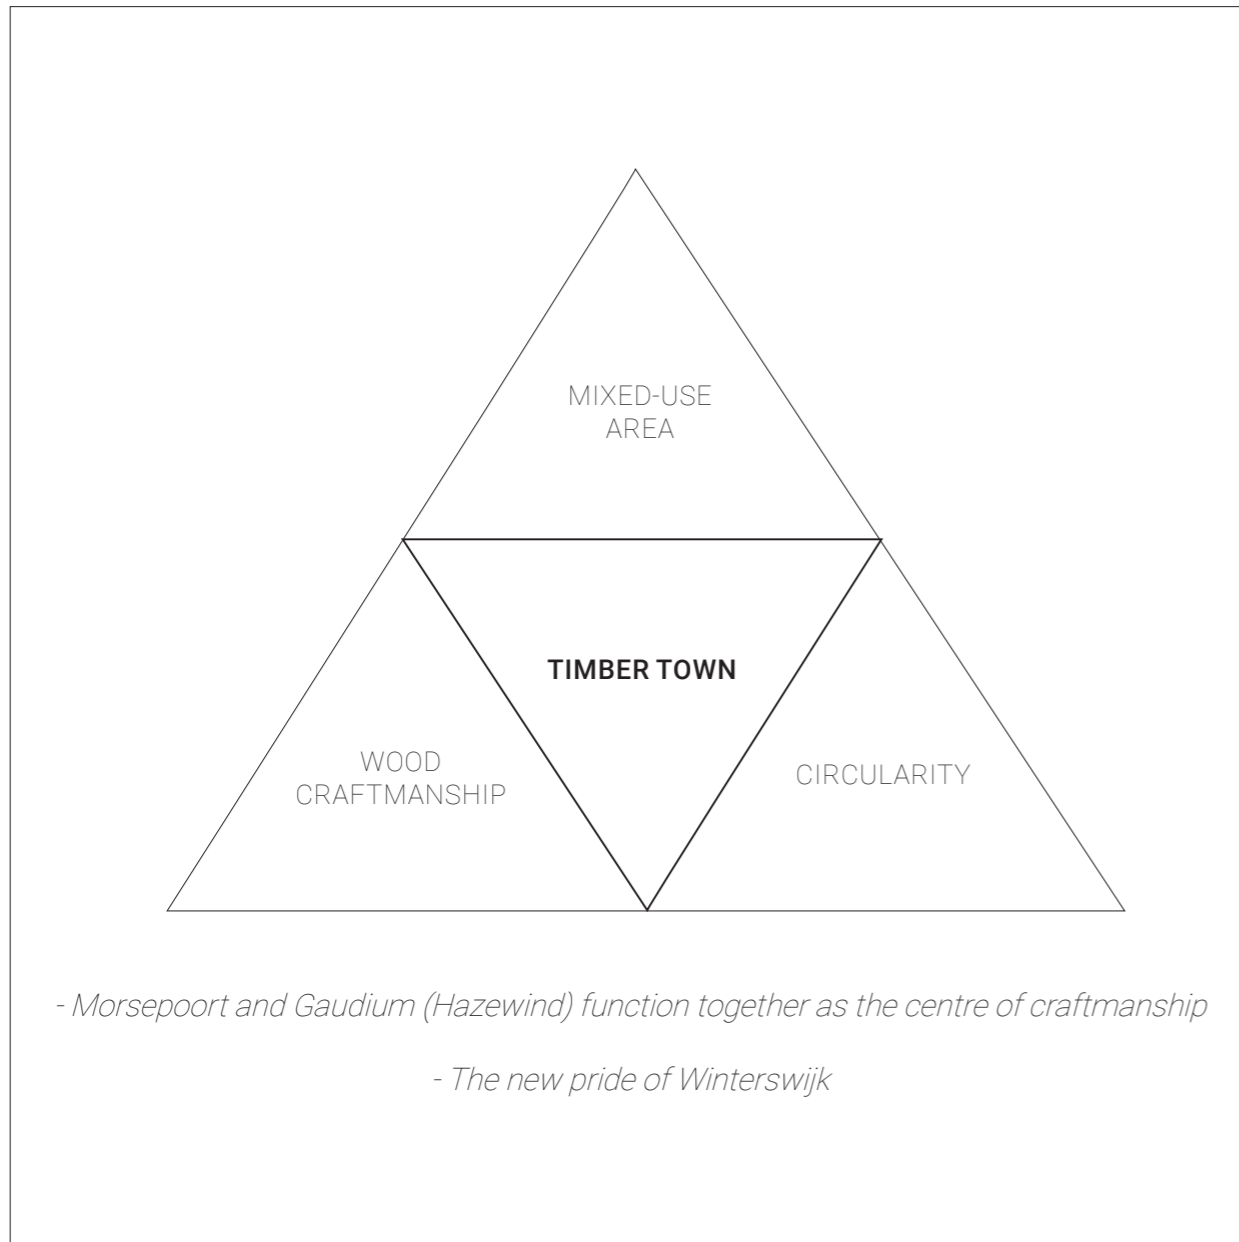 MIXED-USE
AREA
TIMBER TOWN
WOOD
CRAFTMANSHIP
CIRCULARITY
- Morsepoort and Gaudium (Hazewind) function together as the centre of craftmanship
- The new pride of Winterswijk